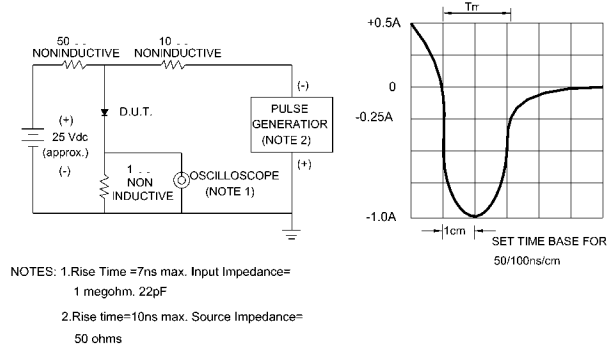 50
NONINDUCTIVE
10
NONINDUCTIVE
(+)
25 Vdc
(approx.)
(-)
D.U.T.
1
NON
INDUCTIVE
OSCILLOSCOPE
(NOTE 1)
(-)
PULSE
GENERATIOR
(NOTE 2)
(+)
Trr
+0.5A
0
-0.25A
-1.0A
1cm
SET TIME BASE FOR
50/100ns/cm
NOTES: 1.Rise Time =7ns max. Input Impedance=
1 megohm. 22pF
2.Rise time=10ns max. Source Impedance=
50 ohms